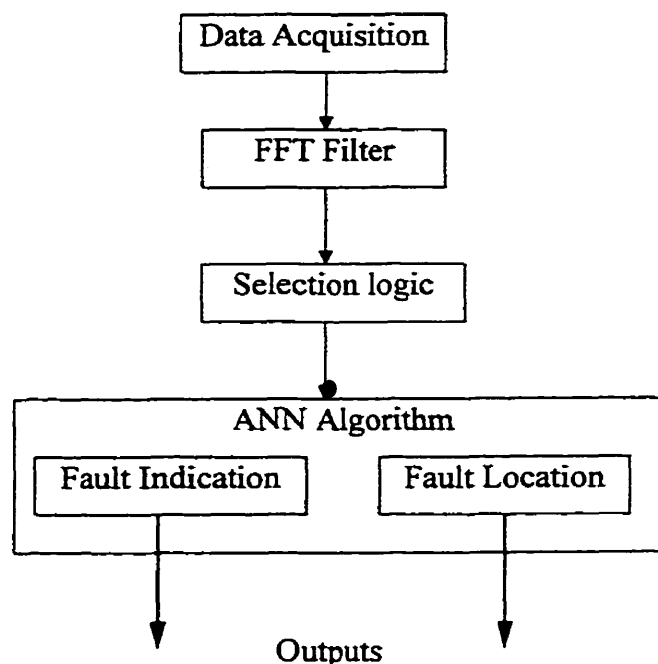 Data Acquisition
FFT Filter
Selection logic
ANN Algorithm
Fault Indication
Fault Location
Outputs